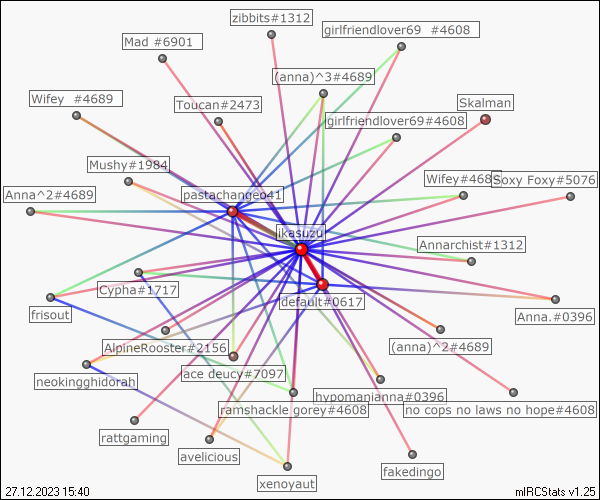 zibbits#1312
girlfriendlover69 #4608
Mad #6901
(anna)^3#4689
Wifey #4689
Toucan#2473
Skalman
girlfriendlover69#4608
Mushy#1984
Wifey#468
Soxy Foxy#5076
Anna^2#4689
pastachangeo41
jkasuzu
Annarchist#1312
Cypha#1717
default#0617
frisout
Anna.#0396
AlpineRooster#2156
(anna)^2#4689
ace deucy#7097
neokingghidorah
hypomanianna#0396
ramshackle gorey#4608
no cops no laws no hope#4608
rattgaming
avelicious
fakedingo
xenoyaut
27.12.2023 15:40
mIRCStats v1.25